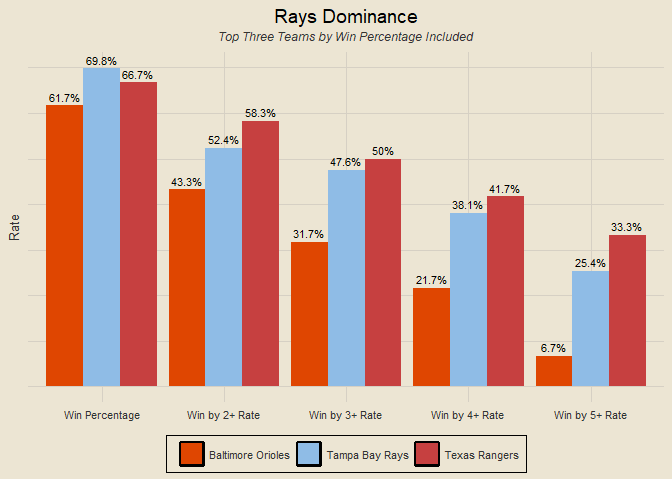 Rays Dominance
Top Three Teams by Win Percentage Included
Rate
61.7%
69.8%
66.7%
43.3%
52.4%
58.3%
31.7%
47.6%
50%
21.7%
38.1%
41.7%
6.7%
25.4%
33.3%
Win Percentage
Win by 2+ Rate
Win by 3+ Rate
Win by 4+ Rate
Win by 5+ Rate
Baltimore Orioles
Tampa Bay Rays
Texas Rangers